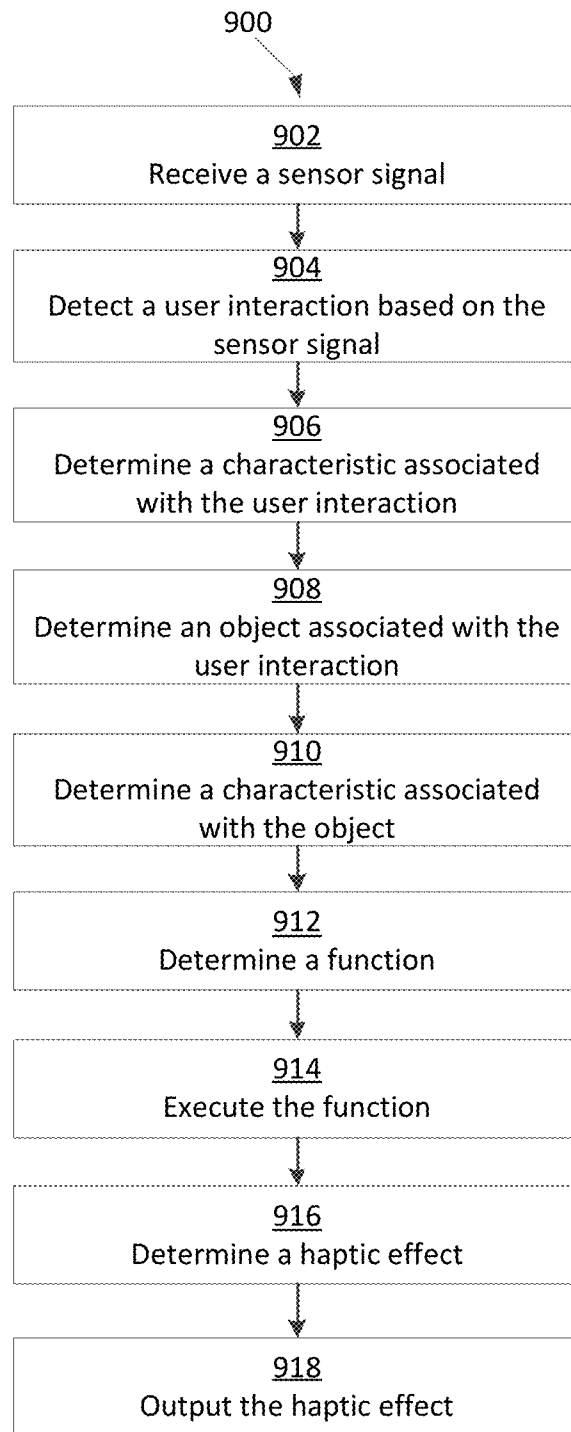 900
902
Receive a sensor signal
904
Detect a user interaction based on the
sensor signal
906
Determine a characteristic associated
with the user interaction
908
Determine an object associated with the
user interaction
910
Determine a characteristic associated
with the object
912
Determine a function
914
Execute the function
916
Determine a haptic effect
918
Output the haptic effect